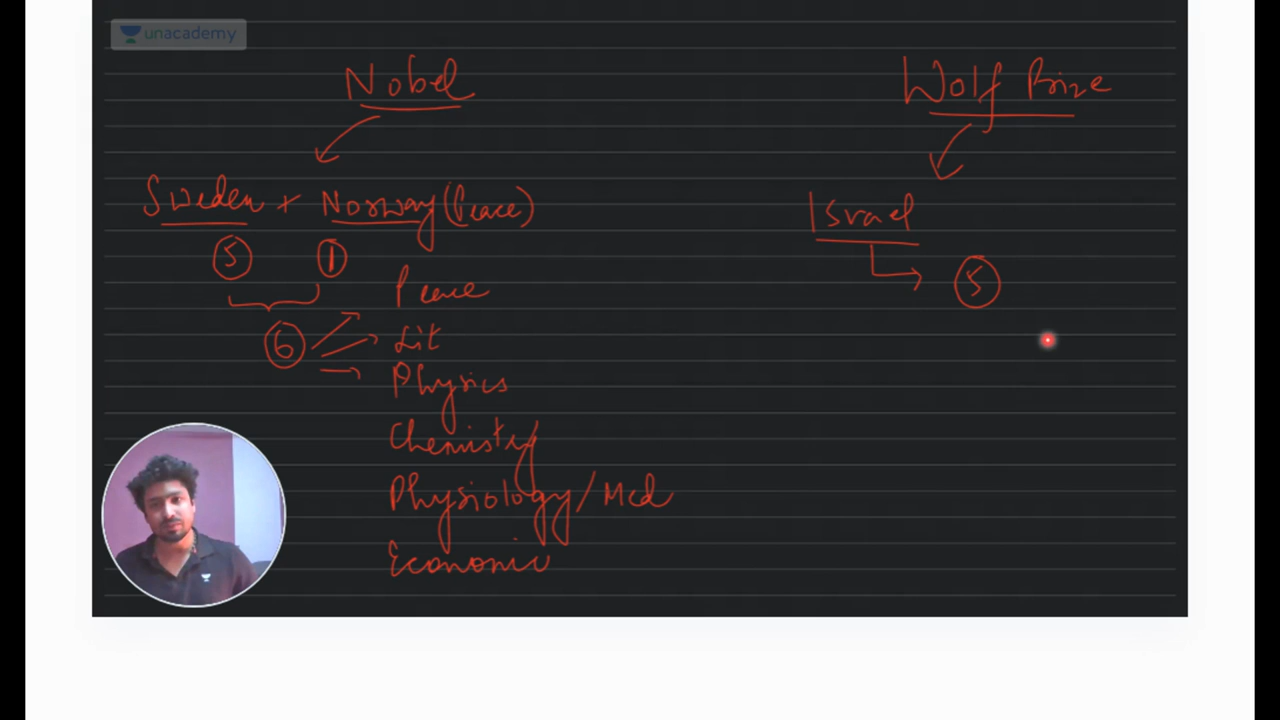 unacademy
Nobel
Wolf Prize
Sweden + Norway (Peace)
Israel
5 1
5
Peace
6
Lit
Physics
Chemistry
Physiology/Med
Economic